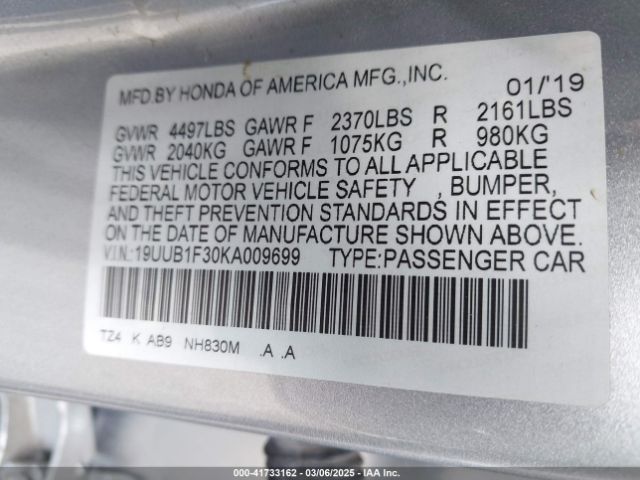 MFD.BY HONDA OF AMERICA MFG.,INC. 01/'19
GVWR 4497LBS GAWR F 2370LBS R 2161LBS
GVWR 2040KG GAWR F 1075KG R 980KG
THIS VEHICLE CONFORMS TO ALL APPLICABLE
FEDERAL MOTOR VEHICLE SAFETY , BUMPER,
AND THEFT PREVENTION STANDARDS IN EFFECT
ON THE DATE OF MANUFACTURE SHOWN ABOVE.
V.I.N.:19UUB1F30KA009699 TYPE:PASSENGER CAR
TZ4 K AB9 NH830M .A .A
000-41733162 | 03/06/2025 | IAA Inc.